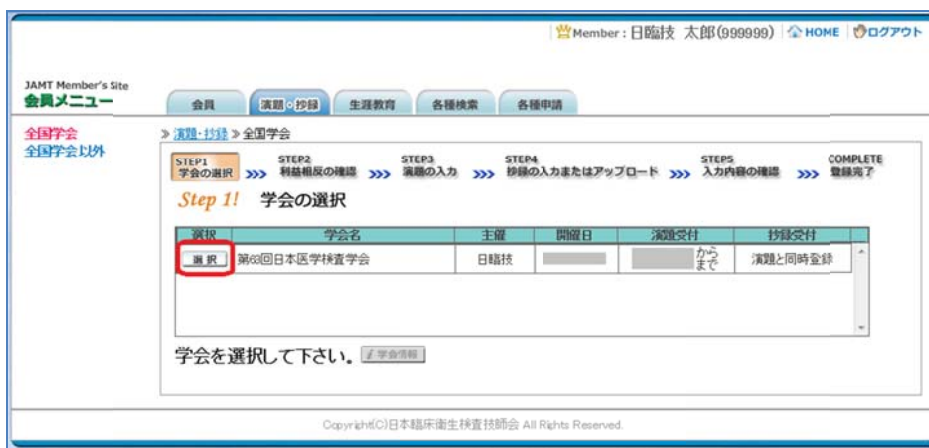 Member : 日臨技 太郎(999999) HOME ログアウト
JAMT Member's Site
会員メニュー
会員 演題・抄録 生涯教育 各種検索 各種申請
全国学会
全国学会以外
» 演題・抄録 » 全国学会
STEP1 STEP2 STEP3 STEP4 STEP5 COMPLETE
学会の選択 »» 利益相反の確認 »» 演題の入力 »» 抄録の入力またはアップロード »» 入力内容の確認 »» 登録完了
Step 1! 学会の選択
選択 学会名 主催 開催日 演題受付 抄録受付
選択 第63回日本医学検査学会 日臨技 から 演題と同時登録
まで
学会を選択して下さい。 i 学会情報
Copyright(C)日本臨床衛生検査技師会 All Rights Reserved.